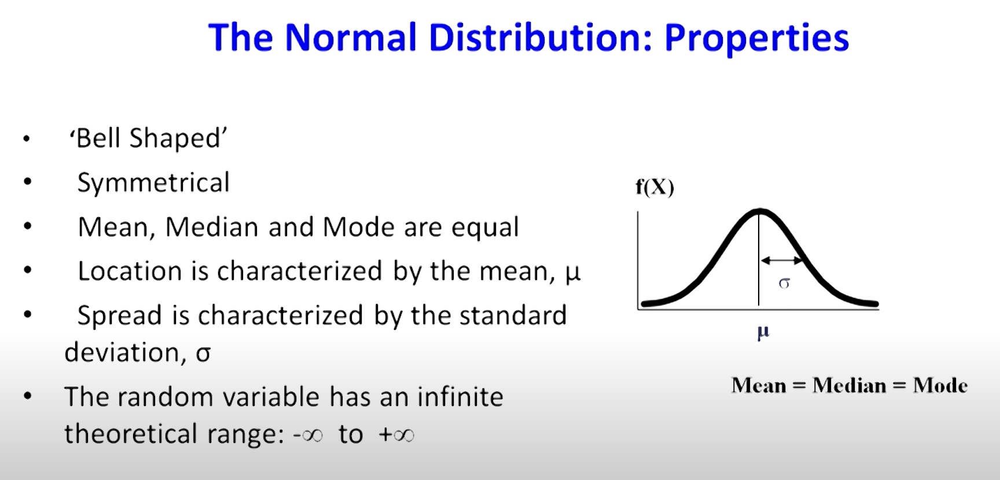 The Normal Distribution: Properties
• ‘Bell Shaped’
• Symmetrical
• Mean, Median and Mode are equal
• Location is characterized by the mean, μ
• Spread is characterized by the standard
deviation, σ
• The random variable has an infinite
theoretical range: -∞ to +∞
f(X)
σ
μ
Mean = Median = Mode